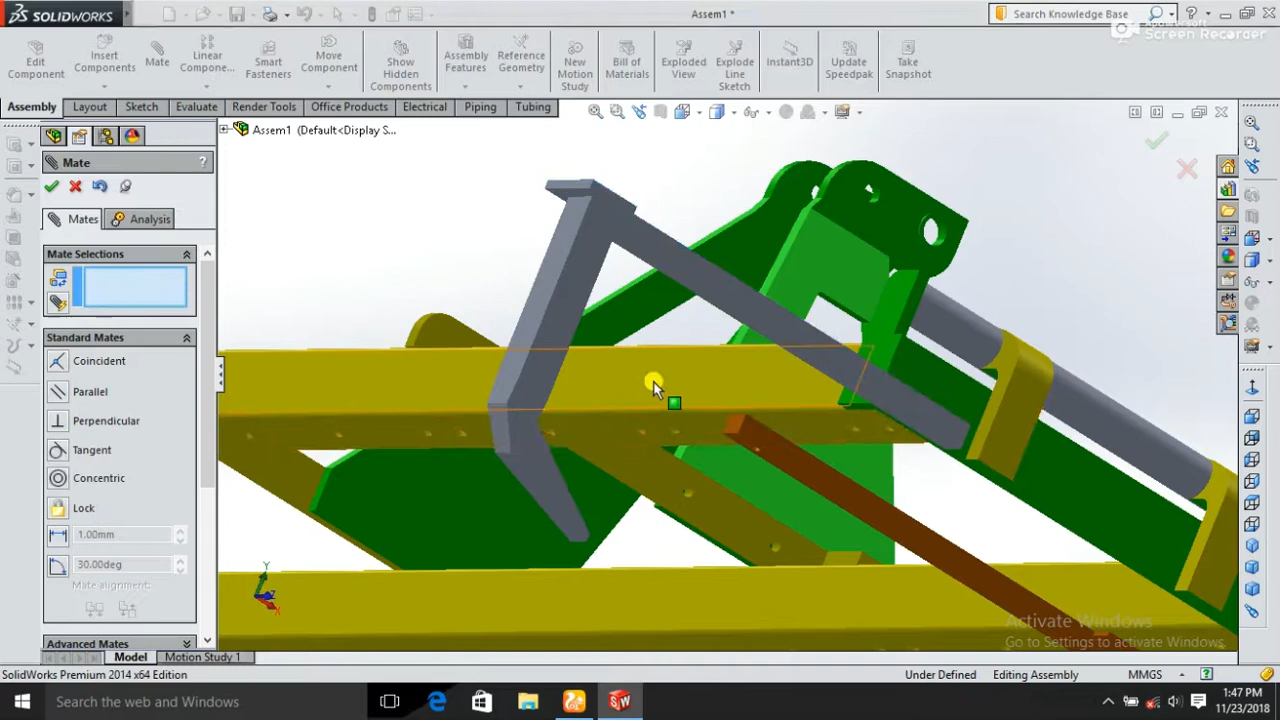 SOLIDWORKS
Assem1 *
Search Knowledge Base
Apowersoft
Screen Recorder
Edit Component
Insert Components
Mate
Linear Compone...
Smart Fasteners
Move Component
Show Hidden Components
Assembly Features
Reference Geometry
New Motion Study
Bill of Materials
Exploded View
Explode Line Sketch
Instant3D
Update Speedpak
Take Snapshot
Assembly Layout Sketch Evaluate Render Tools Office Products Electrical Piping Tubing
Assem1 (Default<Display S...
Mate ?
Mates Analysis
Mate Selections
Standard Mates
Coincident
Parallel
Perpendicular
Tangent
Concentric
Lock
1.00mm
30.00deg
Mate alignment:
Advanced Mates
Y
Z
X
Activate Windows
Go to Settings to activate Windows.
Model Motion Study 1
SolidWorks Premium 2014 x64 Edition
Under Defined Editing Assembly MMGS
Search the web and Windows
SW
1:47 PM
11/23/2018